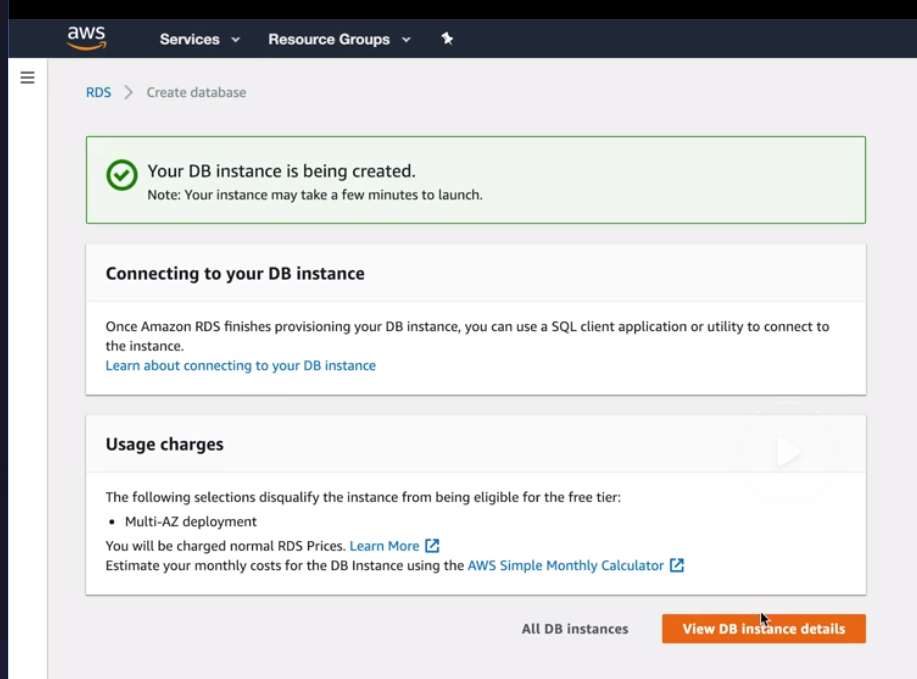 aws
Services
Resource Groups
RDS
Create database
Your DB instance is being created.
Note: Your instance may take a few minutes to launch.
Connecting to your DB instance
Once Amazon RDS finishes provisioning your DB instance, you can use a SQL client application or utility to connect to
the instance.
Learn about connecting to your DB instance
Usage charges
The following selections disqualify the instance from being eligible for the free tier:
• Multi-AZ deployment
You will be charged normal RDS Prices. Learn More
Estimate your monthly costs for the DB Instance using the AWS Simple Monthly Calculator
All DB instances
View DB instance details